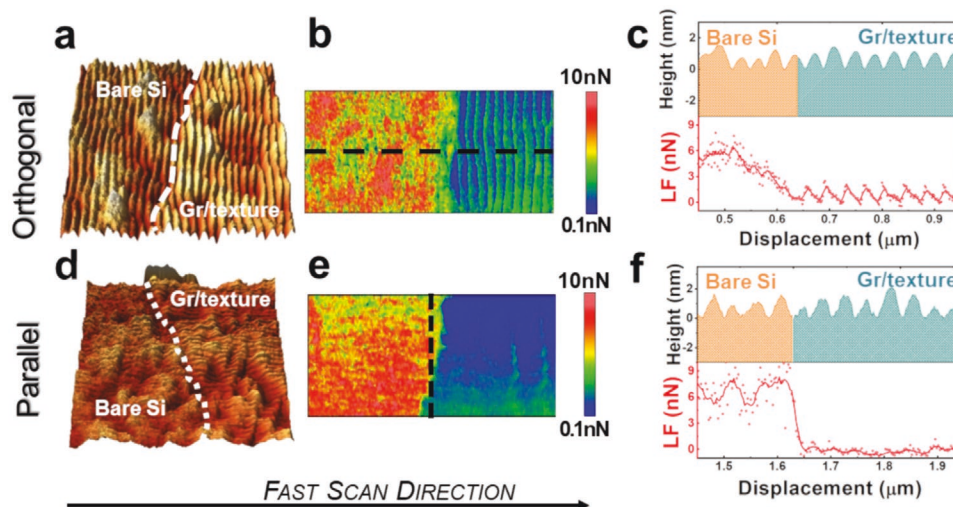 Orthogonal
a
Bare Si
Gr/texture
b
10nN
0.1nN
c
Bare Si
Gr/texture
Height (nm)
2
0
-2
LF (nN)
9
6
3
0
0.5 0.6 0.7 0.8 0.9
Displacement (μm)
Parallel
d
Gr/texture
Bare Si
e
10nN
0.1nN
f
Bare Si
Gr/texture
Height (nm)
2
0
-2
LF (nN)
9
6
3
0
1.5 1.6 1.7 1.8 1.9
Displacement (μm)
FAST SCAN DIRECTION